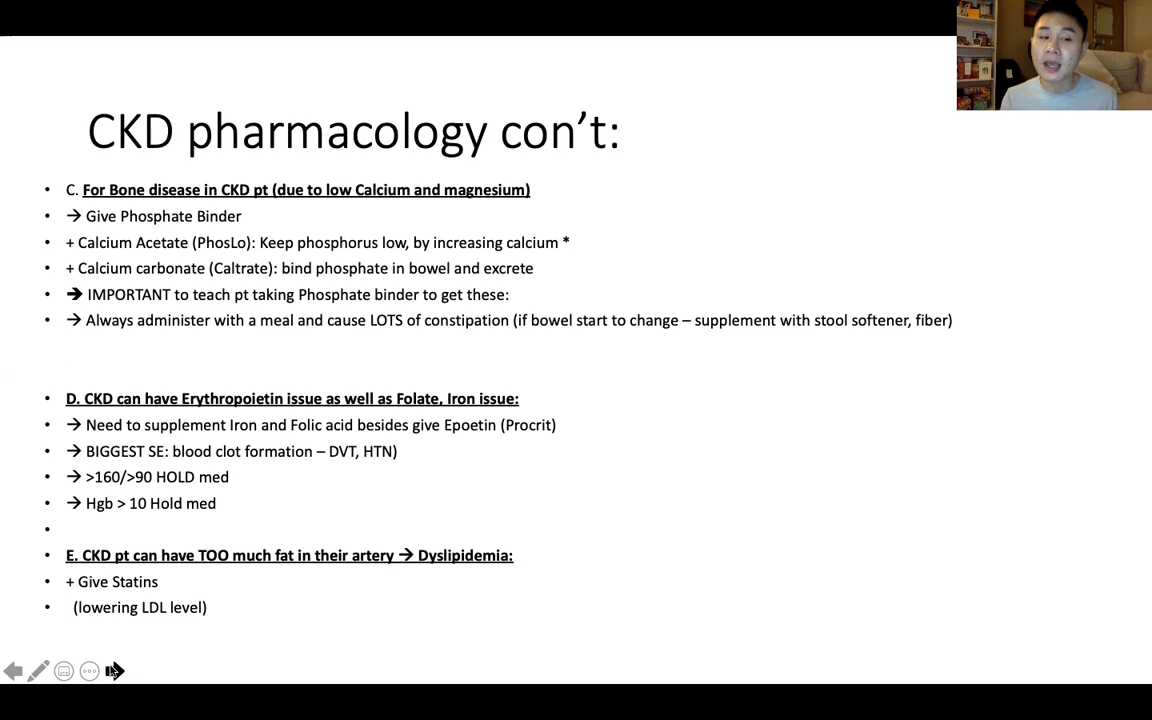 CKD pharmacology con't:
• C. For Bone disease in CKD pt (due to low Calcium and magnesium)
• → Give Phosphate Binder
• + Calcium Acetate (PhosLo): Keep phosphorus low, by increasing calcium *
• + Calcium carbonate (Caltrate): bind phosphate in bowel and excrete
• → IMPORTANT to teach pt taking Phosphate binder to get these:
• → Always administer with a meal and cause LOTS of constipation (if bowel start to change – supplement with stool softener, fiber)
• D. CKD can have Erythropoietin issue as well as Folate, Iron issue:
• → Need to supplement Iron and Folic acid besides give Epoetin (Procrit)
• → BIGGEST SE: blood clot formation – DVT, HTN)
• → >160/>90 HOLD med
• → Hgb > 10 Hold med
•
• E. CKD pt can have TOO much fat in their artery → Dyslipidemia:
• + Give Statins
• (lowering LDL level)